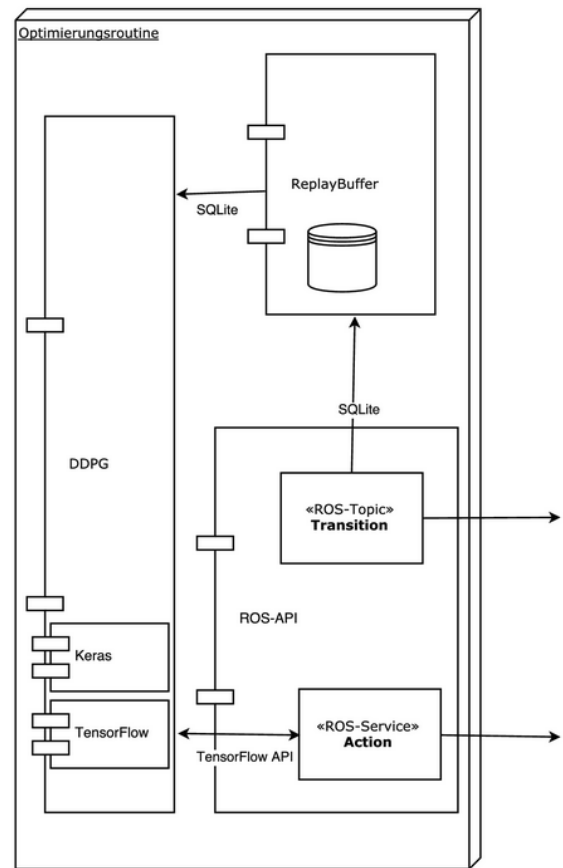 Optimierungsroutine
ReplayBuffer
SQLite
SQLite
DDPG
«ROS-Topic»
Transition
ROS-API
Keras
«ROS-Service»
Action
TensorFlow
TensorFlow API